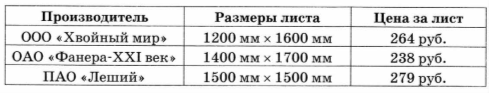 Производитель Размеры листа Цена за лист
ООО «Хвойный мир» 1200 мм × 1600 мм 264 руб.
ОАО «Фанера-XXI век» 1400 мм × 1700 мм 238 руб.
ПАО «Леший» 1500 мм × 1500 мм 279 руб.